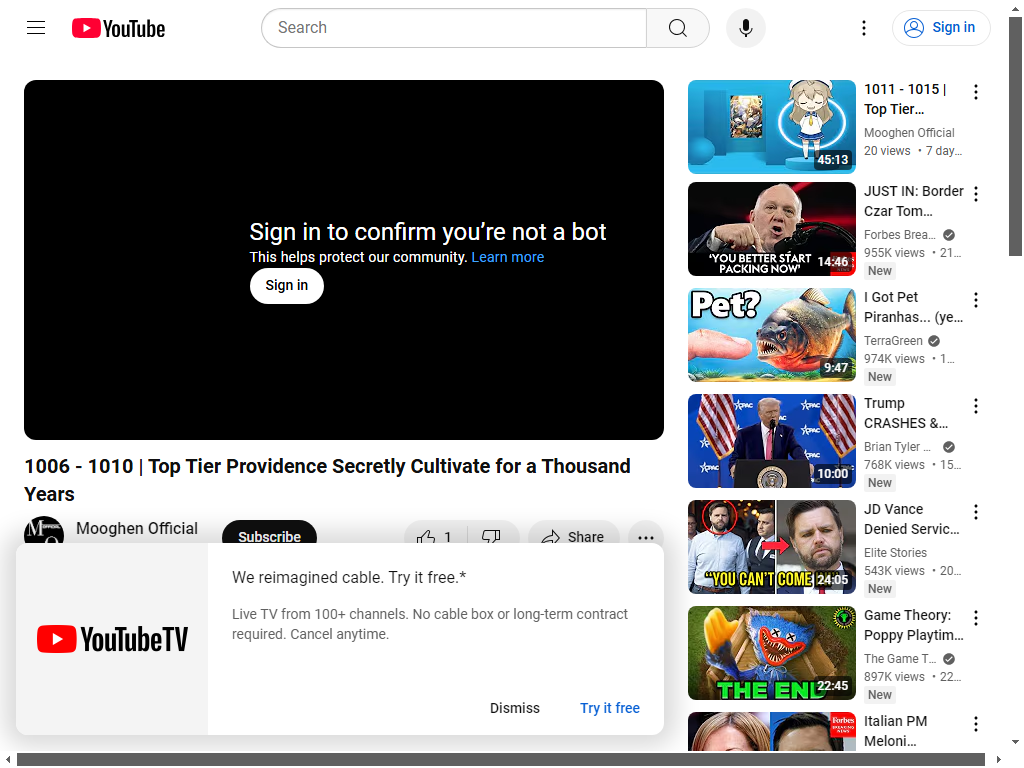 YouTube
Search
Sign in
Sign in to confirm you’re not a bot
This helps protect our community. Learn more
Sign in
1006 - 1010 | Top Tier Providence Secretly Cultivate for a Thousand
Years
Mooghen Official
Subscribe
1
Share
YouTubeTV
We reimagined cable. Try it free.*
Live TV from 100+ channels. No cable box or long-term contract
required. Cancel anytime.
Dismiss
Try it free
45:13
1011 - 1015 |
Top Tier…
Mooghen Official
20 views • 7 day…
'YOU BETTER START
PACKING NOW'
14:46
JUST IN: Border
Czar Tom…
Forbes Brea…
955K views • 21…
New
Pet?
9:47
I Got Pet
Piranhas... (ye…
TerraGreen
974K views • 1…
New
CPAC
10:00
Trump
CRASHES &…
Brian Tyler …
768K views • 15…
New
"YOU CAN'T COME
24:05
JD Vance
Denied Servic…
Elite Stories
543K views • 20…
New
THE END
22:45
Game Theory:
Poppy Playtim…
The Game T…
897K views • 22…
New
Forbes
BREAKING
NEWS
Italian PM
Meloni…